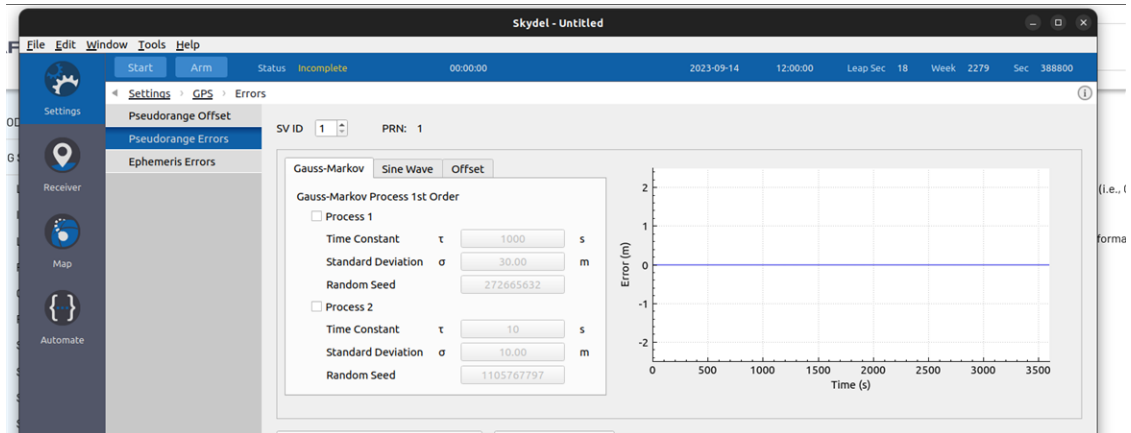 Skydel - Untitled
File Edit Window Tools Help
Start Arm Status Incomplete 00:00:00 2023-09-14 12:00:00 Leap Sec 18 Week 2279 Sec 388800
Settings > GPS > Errors
Settings
Receiver
Map
Automate
Pseudorange Offset
Pseudorange Errors
Ephemeris Errors
SV ID 1 PRN: 1
Gauss-Markov Sine Wave Offset
Gauss-Markov Process 1st Order
Process 1
Time Constant τ 1000 s
Standard Deviation σ 30.00 m
Random Seed 272665632
Process 2
Time Constant τ 10 s
Standard Deviation σ 10.00 m
Random Seed 1105767797
Error (m)
2
1
0
-1
-2
0 500 1000 1500 2000 2500 3000 3500
Time (s)
(i.e.,
forma